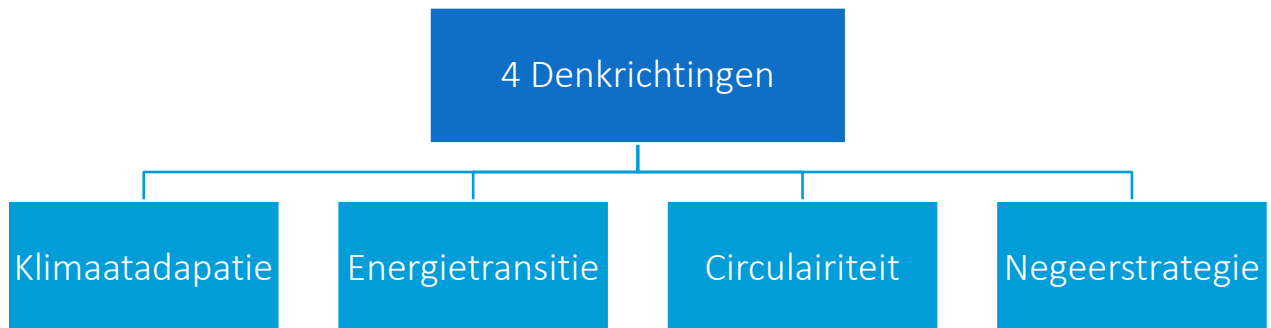 4 Denkrichtingen
Klimaatadapatie
Energietransitie
Circulairiteit
Negeerstrategie